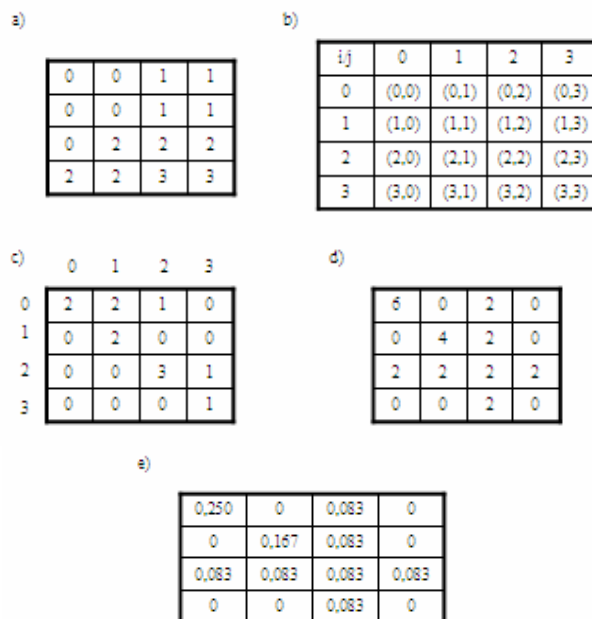 a)
0 0 1 1
0 0 1 1
0 2 2 2
2 2 3 3
b)
i/j 0 1 2 3
0 (0,0) (0,1) (0,2) (0,3)
1 (1,0) (1,1) (1,2) (1,3)
2 (2,0) (2,1) (2,2) (2,3)
3 (3,0) (3,1) (3,2) (3,3)
c)
0 1 2 3
0 2 2 1 0
1 0 2 0 0
2 0 0 3 1
3 0 0 0 1
d)
6 0 2 0
0 4 2 0
2 2 2 2
0 0 2 0
e)
0,250 0 0,083 0
0 0,167 0,083 0
0,083 0,083 0,083 0,083
0 0 0,083 0